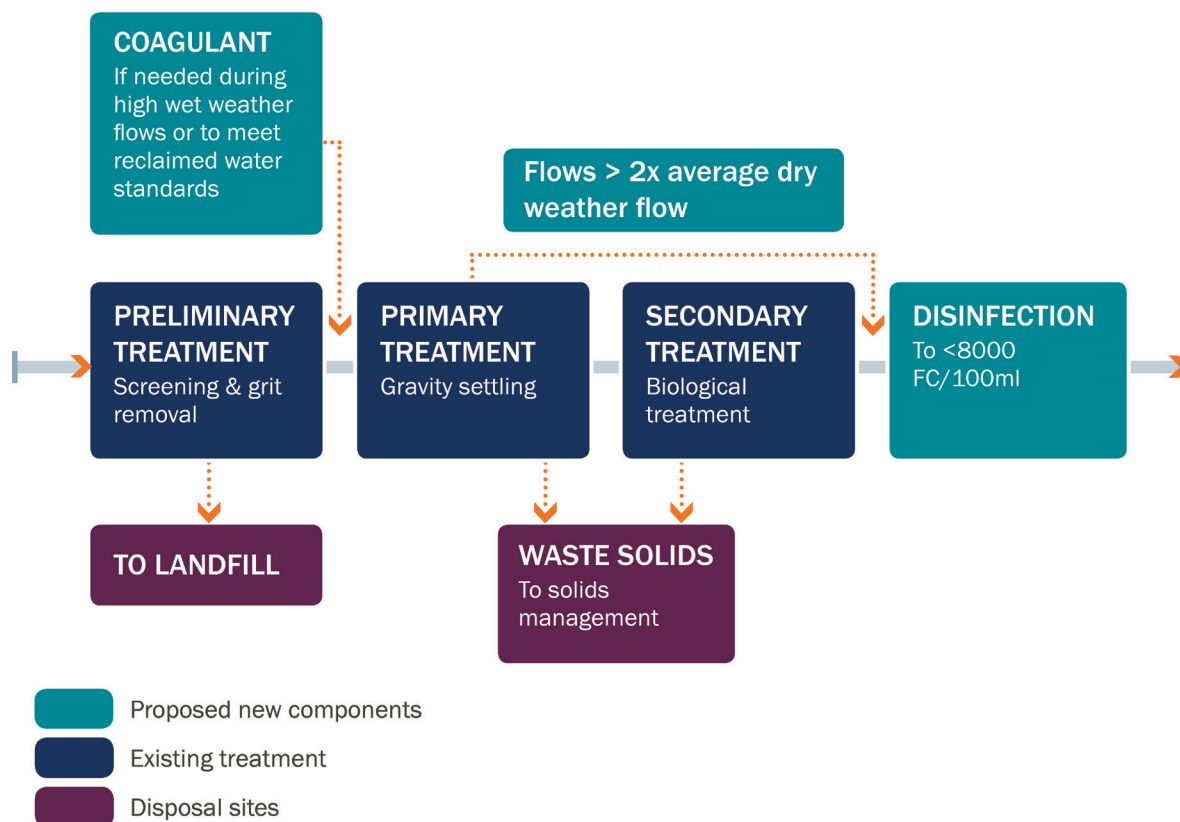 COAGULANT
If needed during
high wet weather
flows or to meet
reclaimed water
standards
Flows > 2x average dry
weather flow
PRELIMINARY
TREATMENT
Screening & grit
removal
PRIMARY
TREATMENT
Gravity settling
SECONDARY
TREATMENT
Biological
treatment
DISINFECTION
To <8000
FC/100ml
TO LANDFILL
WASTE SOLIDS
To solids
management
Proposed new components
Existing treatment
Disposal sites